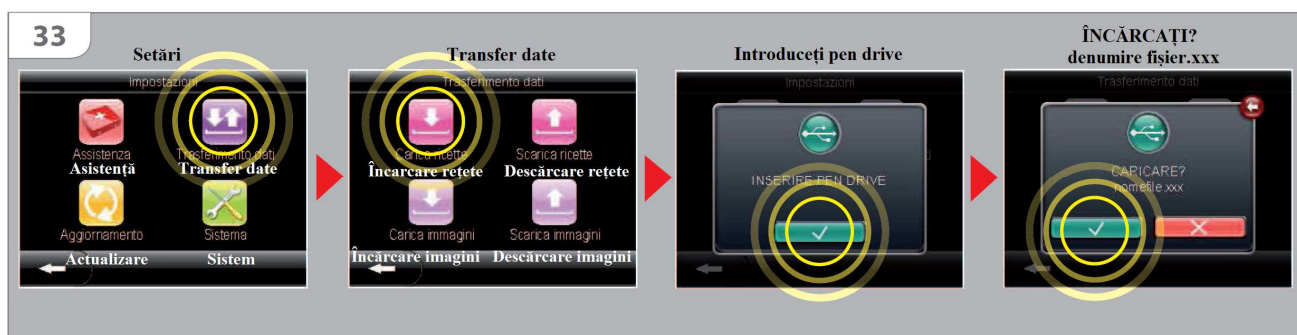 33
Setări
Impostazioni
Assistenza
Asistență
Trasferimento dati
Transfer date
Aggiornamento
Actualizare
Sistema
Sistem
Transfer date
Trasferimento dati
Carica ricette
Încarcare rețete
Scarica ricette
Descărcare rețete
Carica immagini
Încărcare imagini
Scarica immagini
Descărcare imagini
Introduceți pen drive
Impostazioni
INSERIRE PEN DRIVE
ÎNCĂRCAȚI?
denumire fișier.xxx
Trasferimento dati
CARICARE?
nomefile.xxx